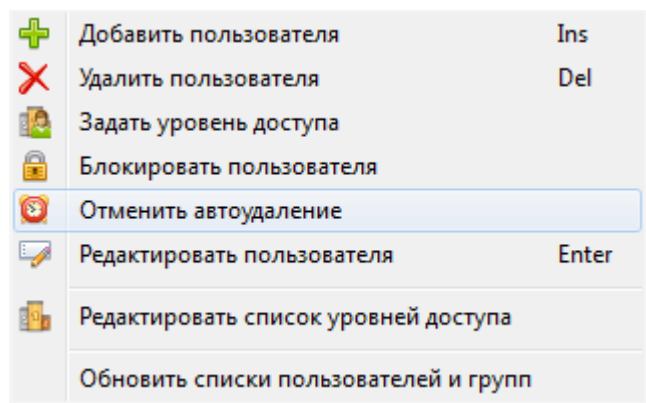 Добавить пользователя Ins
Удалить пользователя Del
Задать уровень доступа
Блокировать пользователя
Отменить автоудаление
Редактировать пользователя Enter
Редактировать список уровней доступа
Обновить списки пользователей и групп